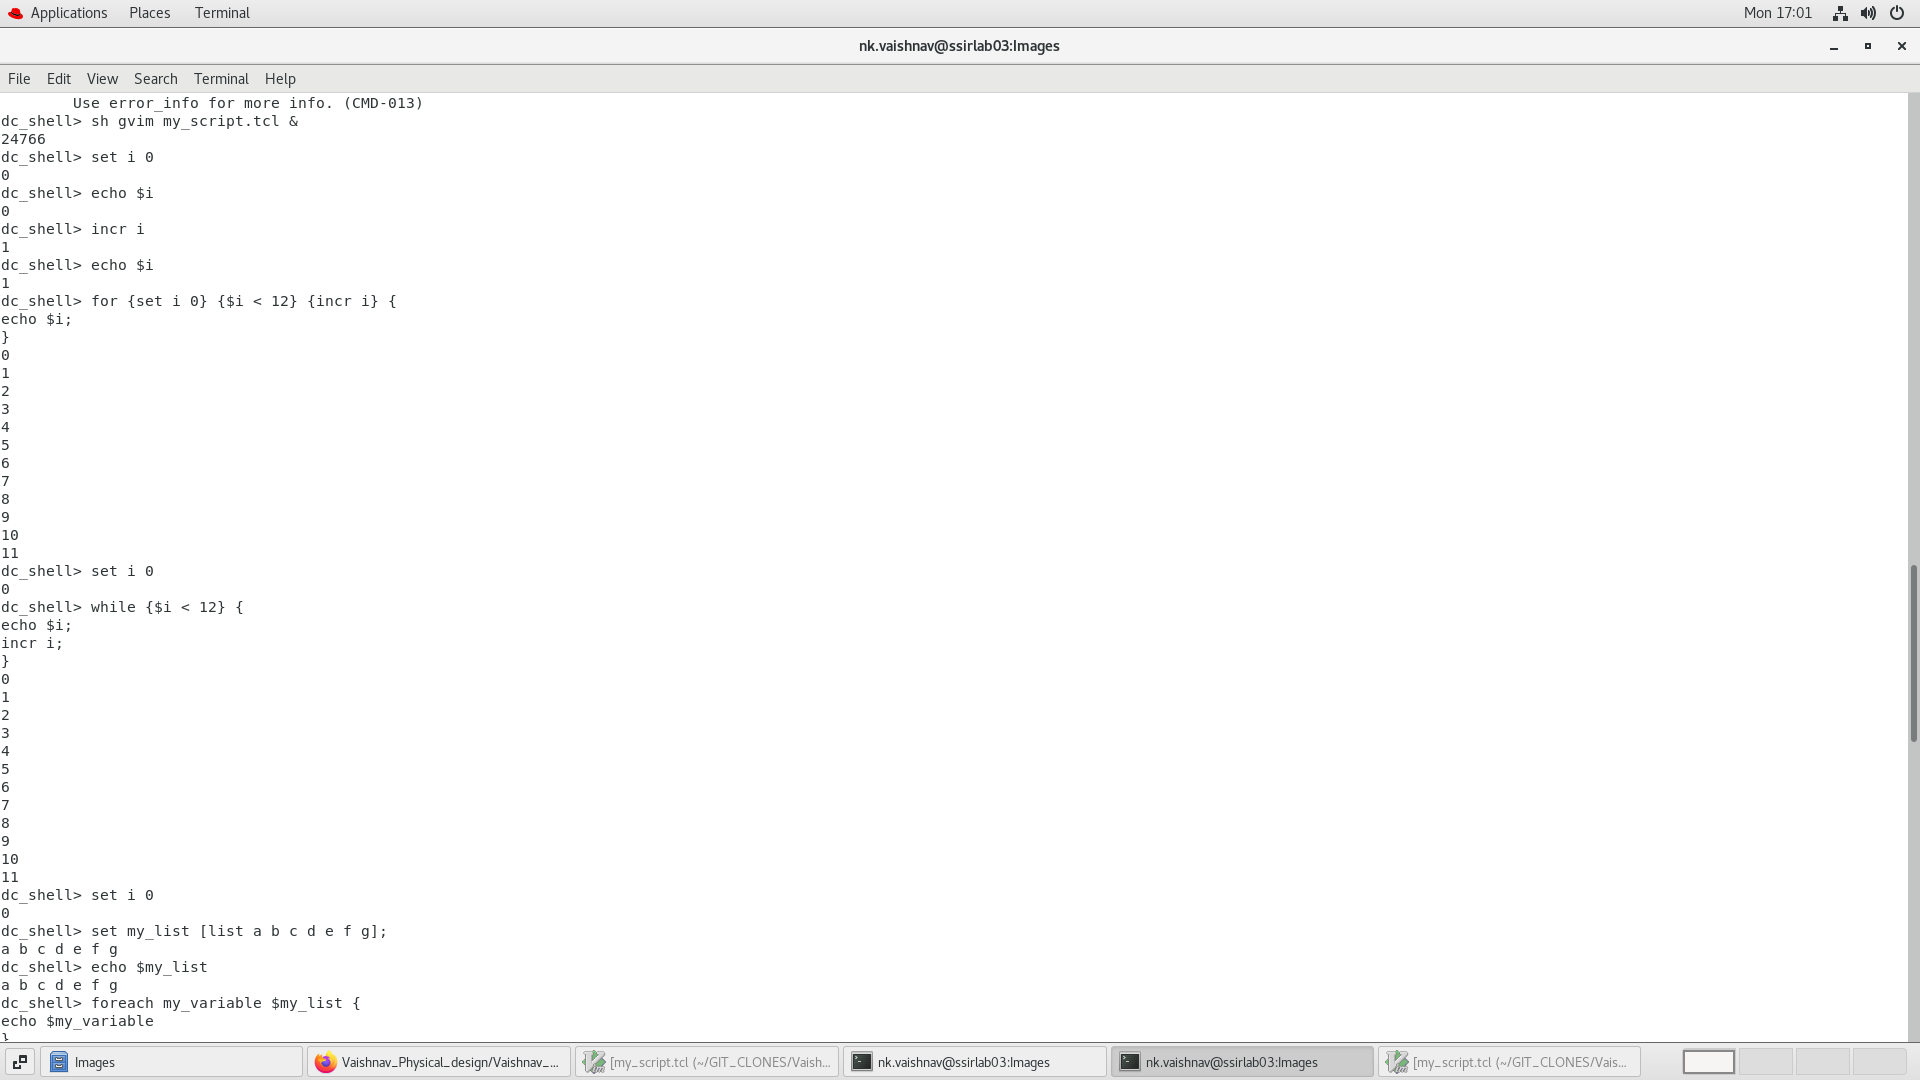 Applications Places Terminal Mon 17:01
nk.vaishnav@ssirlab03:Images
File Edit View Search Terminal Help
Use error_info for more info. (CMD-013)
dc_shell> sh gvim my_script.tcl &
24766
dc_shell> set i 0
0
dc_shell> echo $i
0
dc_shell> incr i
1
dc_shell> echo $i
1
dc_shell> for {set i 0} {$i < 12} {incr i} {
echo $i;
}
0
1
2
3
4
5
6
7
8
9
10
11
dc_shell> set i 0
0
dc_shell> while {$i < 12} {
echo $i;
incr i;
}
0
1
2
3
4
5
6
7
8
9
10
11
dc_shell> set i 0
0
dc_shell> set my_list [list a b c d e f g];
a b c d e f g
dc_shell> echo $my_list
a b c d e f g
dc_shell> foreach my_variable $my_list {
echo $my_variable
}
Images Vaishnav_Physical_design/Vaishnav_... [my_script.tcl (~/GIT_CLONES/Vaish... nk.vaishnav@ssirlab03:Images nk.vaishnav@ssirlab03:Images [my_script.tcl (~/GIT_CLONES/Vais...